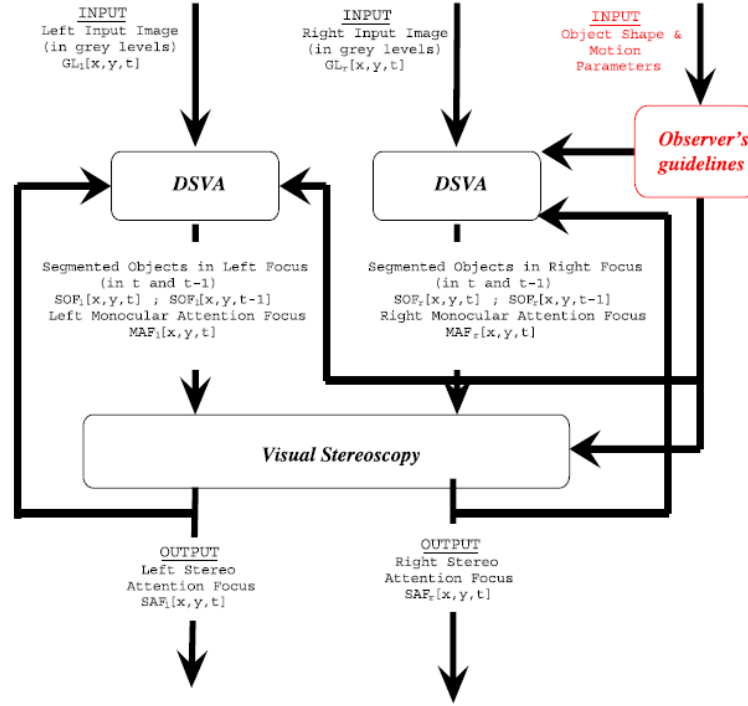 INPUT
Left Input Image
(in grey levels)
GLl[x,y,t]
INPUT
Right Input Image
(in grey levels)
GLr[x,y,t]
INPUT
Object Shape &
Motion
Parameters
Observer's
guidelines
DSVA
DSVA
Segmented Objects in Left Focus
(in t and t-1)
SOFl[x,y,t] ; SOFl[x,y,t-1]
Left Monocular Attention Focus
MAFl[x,y,t]
Segmented Objects in Right Focus
(in t and t-1)
SOFr[x,y,t] ; SOFr[x,y,t-1]
Right Monocular Attention Focus
MAFr[x,y,t]
Visual Stereoscopy
OUTPUT
Left Stereo
Attention Focus
SAFl[x,y,t]
OUTPUT
Right Stereo
Attention Focus
SAFr[x,y,t]